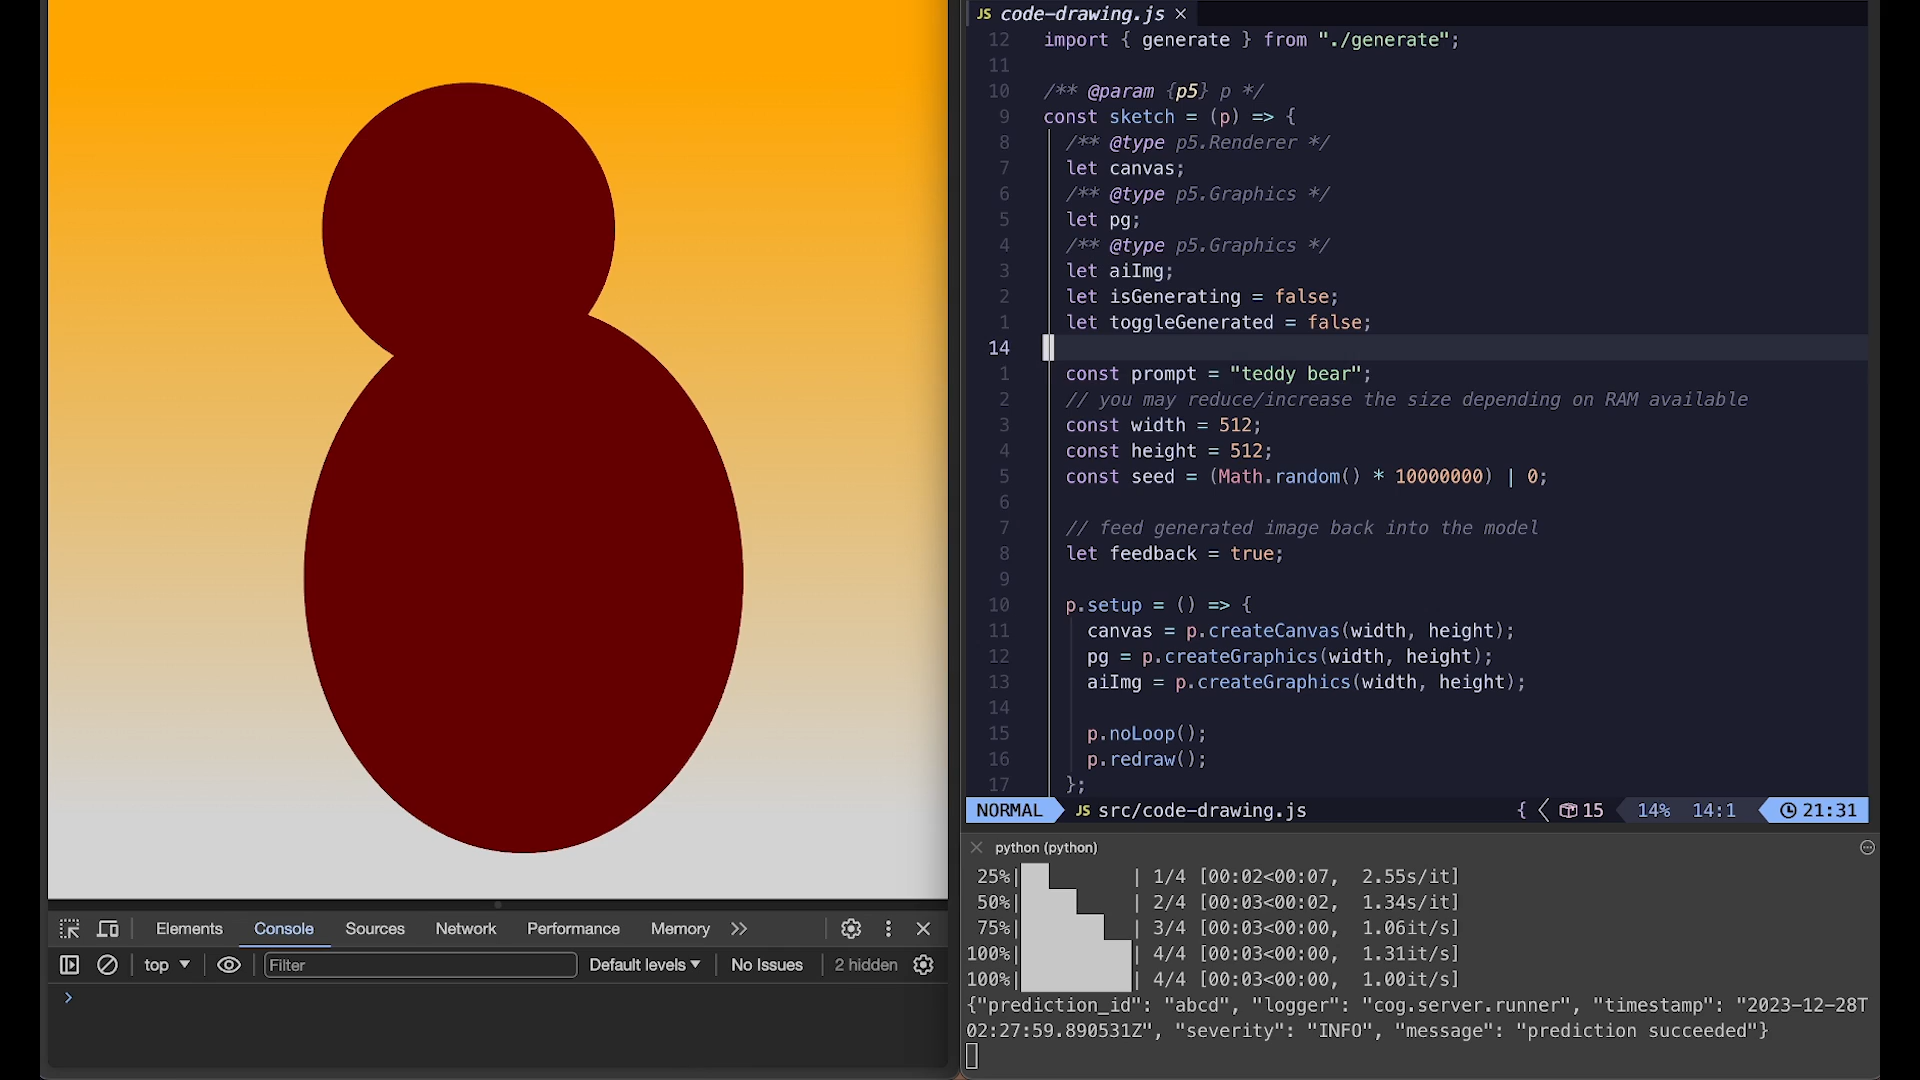 JS code-drawing.js ×
12 import { generate } from "./generate";
11
10 /** @param {p5} p */
9 const sketch = (p) => {
8 /** @type p5.Renderer */
7 let canvas;
6 /** @type p5.Graphics */
5 let pg;
4 /** @type p5.Graphics */
3 let aiImg;
2 let isGenerating = false;
1 let toggleGenerated = false;
14
1 const prompt = "teddy bear";
2 // you may reduce/increase the size depending on RAM available
3 const width = 512;
4 const height = 512;
5 const seed = (Math.random() * 10000000) | 0;
6
7 // feed generated image back into the model
8 let feedback = true;
9
10 p.setup = () => {
11 canvas = p.createCanvas(width, height);
12 pg = p.createGraphics(width, height);
13 aiImg = p.createGraphics(width, height);
14
15 p.noLoop();
16 p.redraw();
17 };
NORMAL JS src/code-drawing.js { 15 14% 14:1 21:31
python (python)
25%| | 1/4 [00:02<00:07, 2.55s/it]
50%| | 2/4 [00:03<00:02, 1.34s/it]
75%| | 3/4 [00:03<00:00, 1.06it/s]
100%| | 4/4 [00:03<00:00, 1.31it/s]
100%| | 4/4 [00:03<00:00, 1.00it/s]
{"prediction_id": "abcd", "logger": "cog.server.runner", "timestamp": "2023-12-28T
02:27:59.890531Z", "severity": "INFO", "message": "prediction succeeded"}
Elements Console Sources Network Performance Memory >>
top Filter Default levels No Issues 2 hidden
>